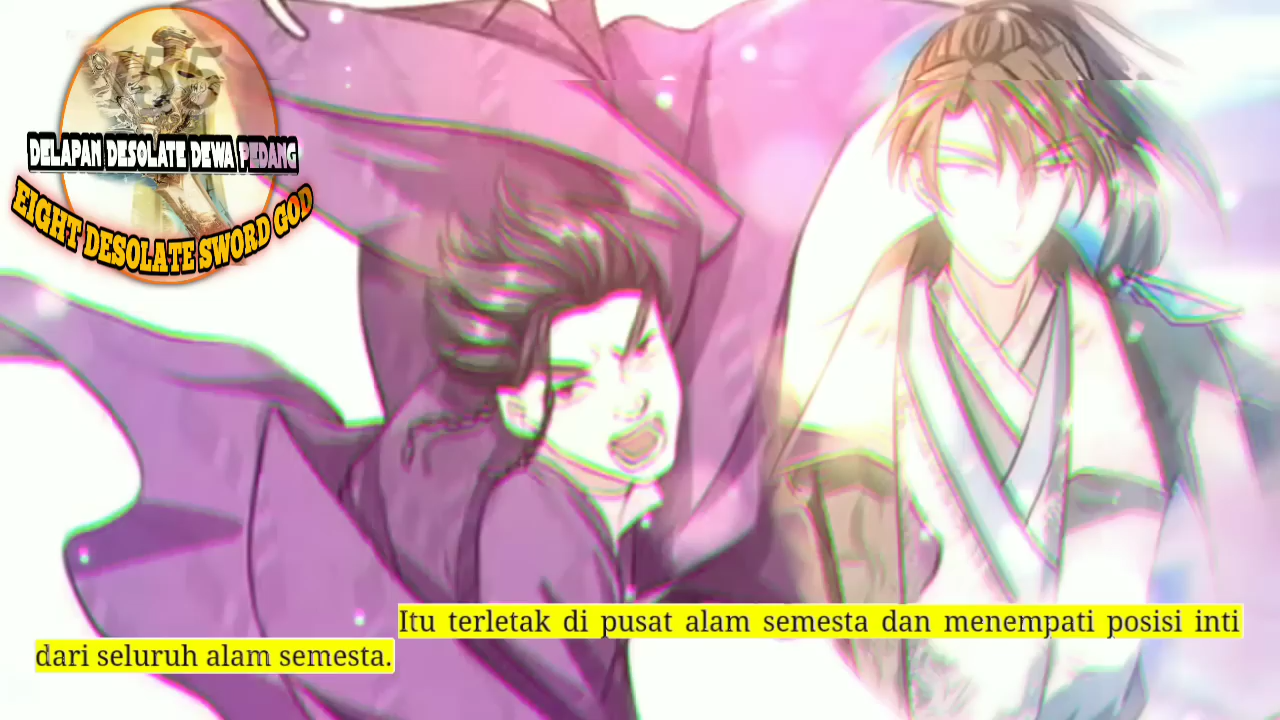 DELAPAN DESOLATE DEWA PEDANG
EIGHT DESOLATE SWORD GOD
Itu terletak di pusat alam semesta dan menempati posisi inti
dari seluruh alam semesta.